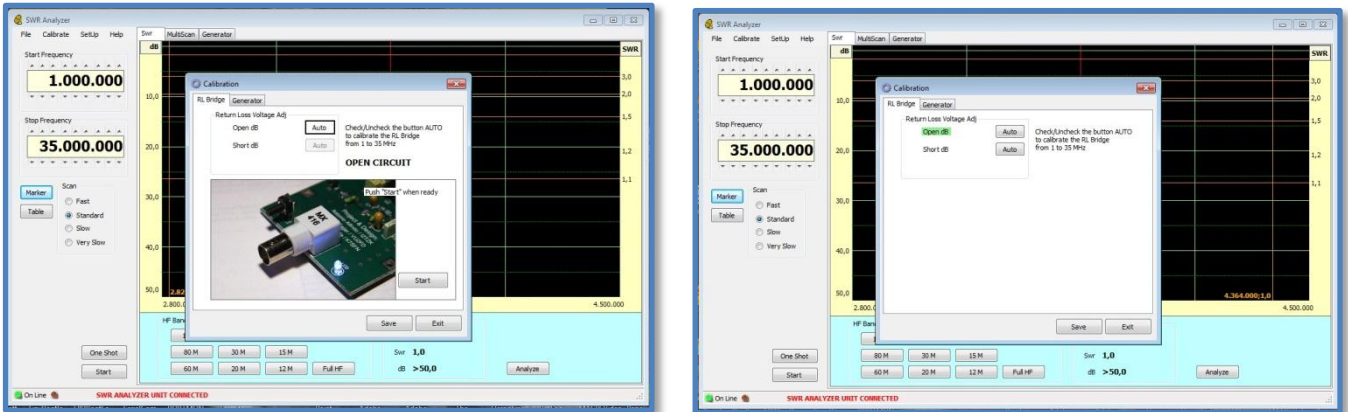 SWR Analyzer
File Calibrate SetUp Help
Swr MultiScan Generator
Start Frequency
1.000.000
Stop Frequency
35.000.000
Marker
Table
Scan
Fast
Standard
Slow
Very Slow
One Shot
Start
dB
10,0
20,0
30,0
40,0
50,0
SWR
3,0
2,0
1,5
1,2
1,1
4.500.000
Calibration
RL Bridge Generator
Return Loss Voltage Adj
Open dB Auto
Short dB Auto
Check/Uncheck the button AUTO
to calibrate the RL Bridge
from 1 to 35 MHz
OPEN CIRCUIT
Push "Start" when ready
MX
416
Start
Save Exit
80 M 30 M 15 M
60 M 20 M 12 M Full HF
Swr 1,0
dB >50,0
Analyze
On Line SWR ANALYZER UNIT CONNECTED
SWR Analyzer
File Calibrate SetUp Help
Swr MultiScan Generator
Start Frequency
1.000.000
Stop Frequency
35.000.000
Marker
Table
Scan
Fast
Standard
Slow
Very Slow
One Shot
Start
dB
10,0
20,0
30,0
40,0
50,0
SWR
3,0
2,0
1,5
1,2
1,1
4.364.000;1,0
4.500.000
Calibration
RL Bridge Generator
Return Loss Voltage Adj
Open dB Auto
Short dB Auto
Check/Uncheck the button AUTO
to calibrate the RL Bridge
from 1 to 35 MHz
Save Exit
80 M 30 M 15 M
60 M 20 M 12 M Full HF
Swr 1,0
dB >50,0
Analyze
On Line SWR ANALYZER UNIT CONNECTED